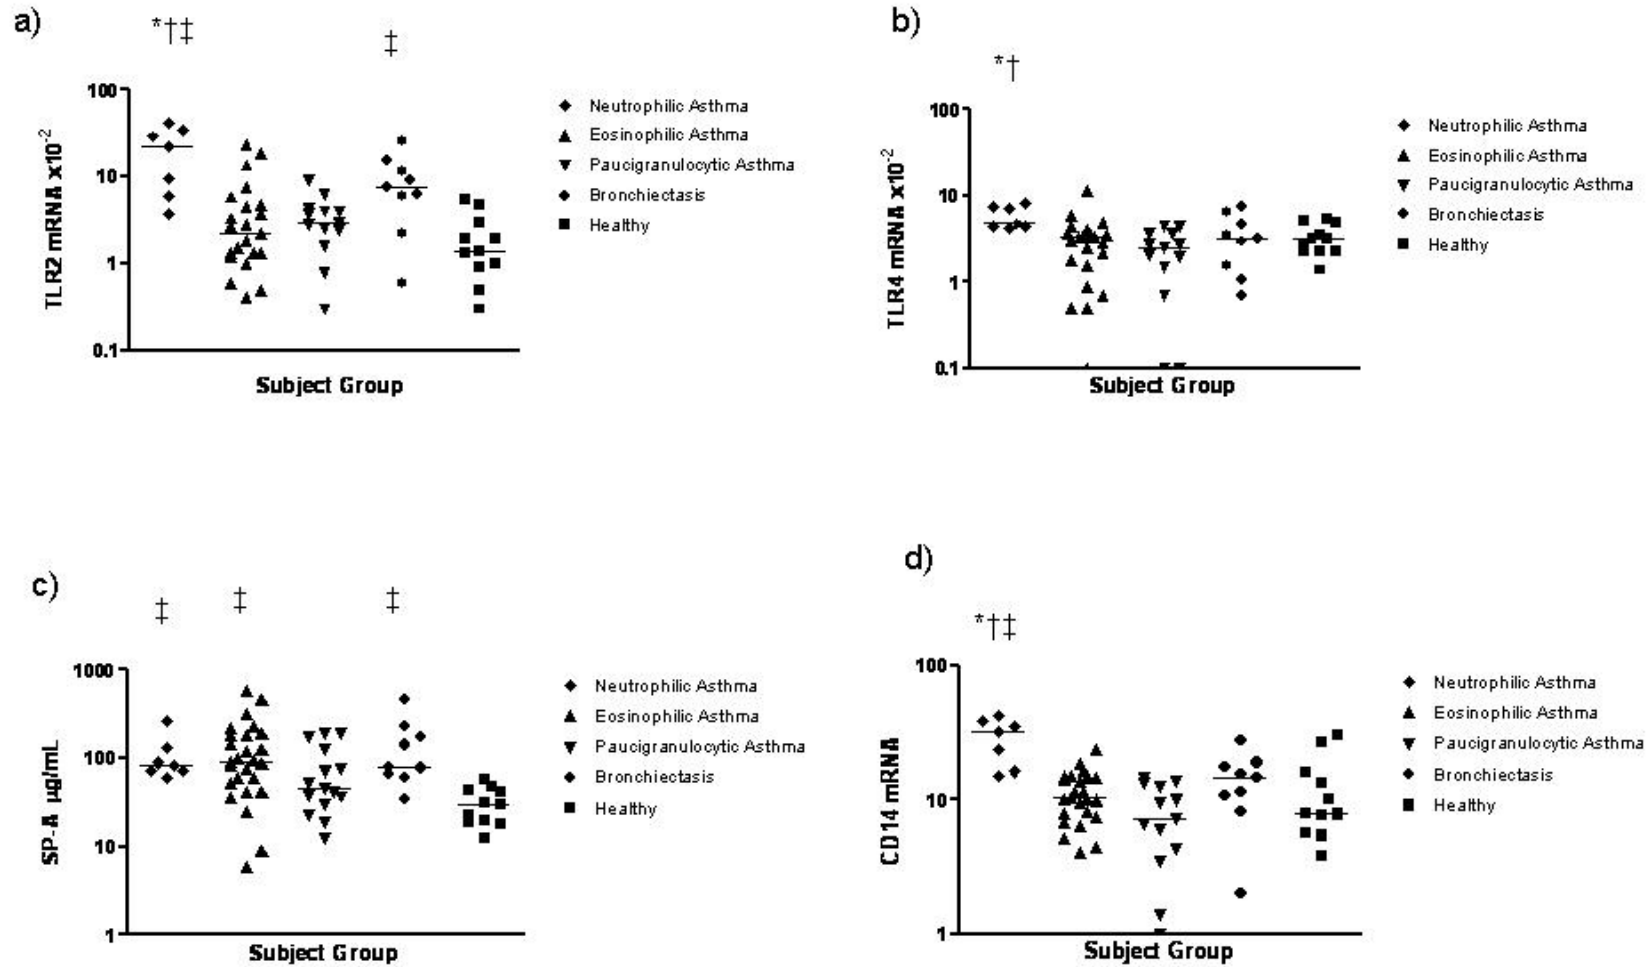 a)
*†‡
‡
100
10
1
0.1
TLR2 mRNA x10-2
Subject Group
Neutrophilic Asthma
Eosinophilic Asthma
Paucigranulocytic Asthma
Bronchiectasis
Healthy
b)
*†
100
10
1
0.1
TLR4 mRNA x10-2
Subject Group
Neutrophilic Asthma
Eosinophilic Asthma
Paucigranulocytic Asthma
Bronchiectasis
Healthy
c)
‡
‡
‡
1000
100
10
1
SP-A µg/mL
Subject Group
Neutrophilic Asthma
Eosinophilic Asthma
Paucigranulocytic Asthma
Bronchiectasis
Healthy
d)
*†‡
100
10
1
CD14 mRNA
Subject Group
Neutrophilic Asthma
Eosinophilic Asthma
Paucigranulocytic Asthma
Bronchiectasis
Healthy